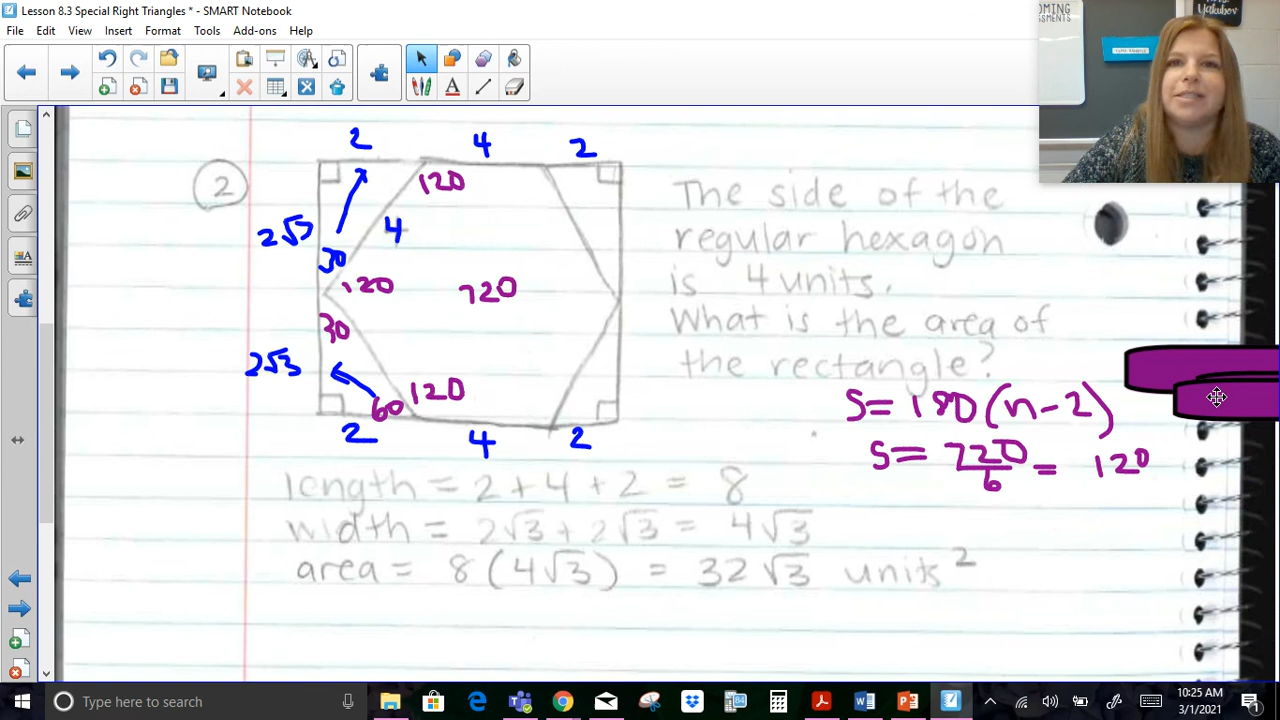 Lesson 8.3 Special Right Triangles * - SMART Notebook
File Edit View Insert Format Tools Add-ons Help
2
2 4 2
120
2√3
4
30
120
720
30
2√3
120
60
2 4 2
The side of the
regular hexagon
is 4 units.
What is the area of
the rectangle?
S= 180(n-2)
S= 720/6 = 120
length = 2+4+2 = 8
width = 2√3+2√3 = 4√3
area = 8(4√3) = 32√3 units²
Type here to search
10:25 AM
3/1/2021